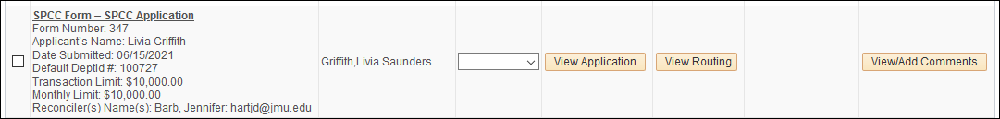 SPCC Form – SPCC Application
Form Number: 347
Applicant's Name: Livia Griffith
Date Submitted: 06/15/2021
Default Deptid #: 100727
Transaction Limit: $10,000.00
Monthly Limit: $10,000.00
Reconciler(s) Name(s): Barb, Jennifer: hartjd@jmu.edu
Griffith,Livia Saunders
View Application
View Routing
View/Add Comments